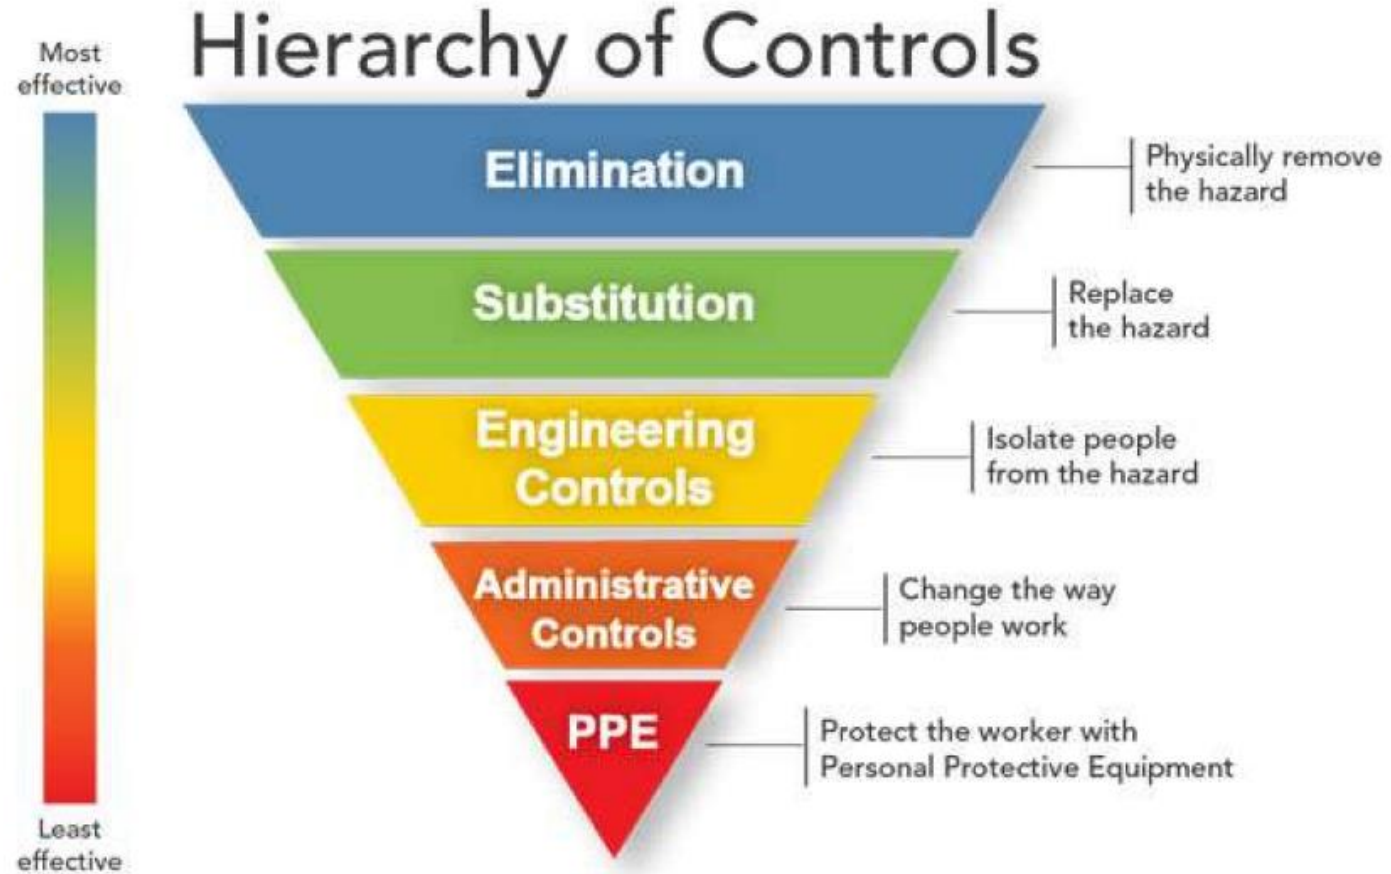 Hierarchy of Controls
Most
effective
Elimination
Physically remove
the hazard
Substitution
Replace
the hazard
Engineering
Controls
Isolate people
from the hazard
Administrative
Controls
Change the way
people work
PPE
Protect the worker with
Personal Protective Equipment
Least
effective